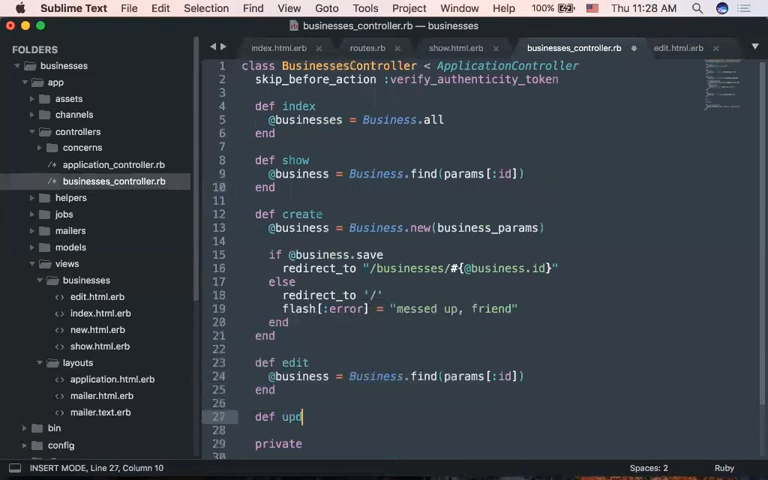 Sublime Text File Edit Selection Find View Goto Tools Project Window Help 100% Thu 11:28 AM
businesses_controller.rb — businesses
FOLDERS
businesses
app
assets
channels
controllers
concerns
application_controller.rb
businesses_controller.rb
helpers
jobs
mailers
models
views
businesses
edit.html.erb
index.html.erb
new.html.erb
show.html.erb
layouts
application.html.erb
mailer.html.erb
mailer.text.erb
bin
config
index.html.erb routes.rb show.html.erb businesses_controller.rb edit.html.erb
1 class BusinessesController < ApplicationController
2 skip_before_action :verify_authenticity_token
3
4 def index
5 @businesses = Business.all
6 end
7
8 def show
9 @business = Business.find(params[:id])
10 end
11
12 def create
13 @business = Business.new(business_params)
14
15 if @business.save
16 redirect_to "/businesses/#{@business.id}"
17 else
18 redirect_to '/'
19 flash[:error] = "messed up, friend"
20 end
21 end
22
23 def edit
24 @business = Business.find(params[:id])
25 end
26
27 def upd
28
29 private
30
INSERT MODE, Line 27, Column 10 Spaces: 2 Ruby